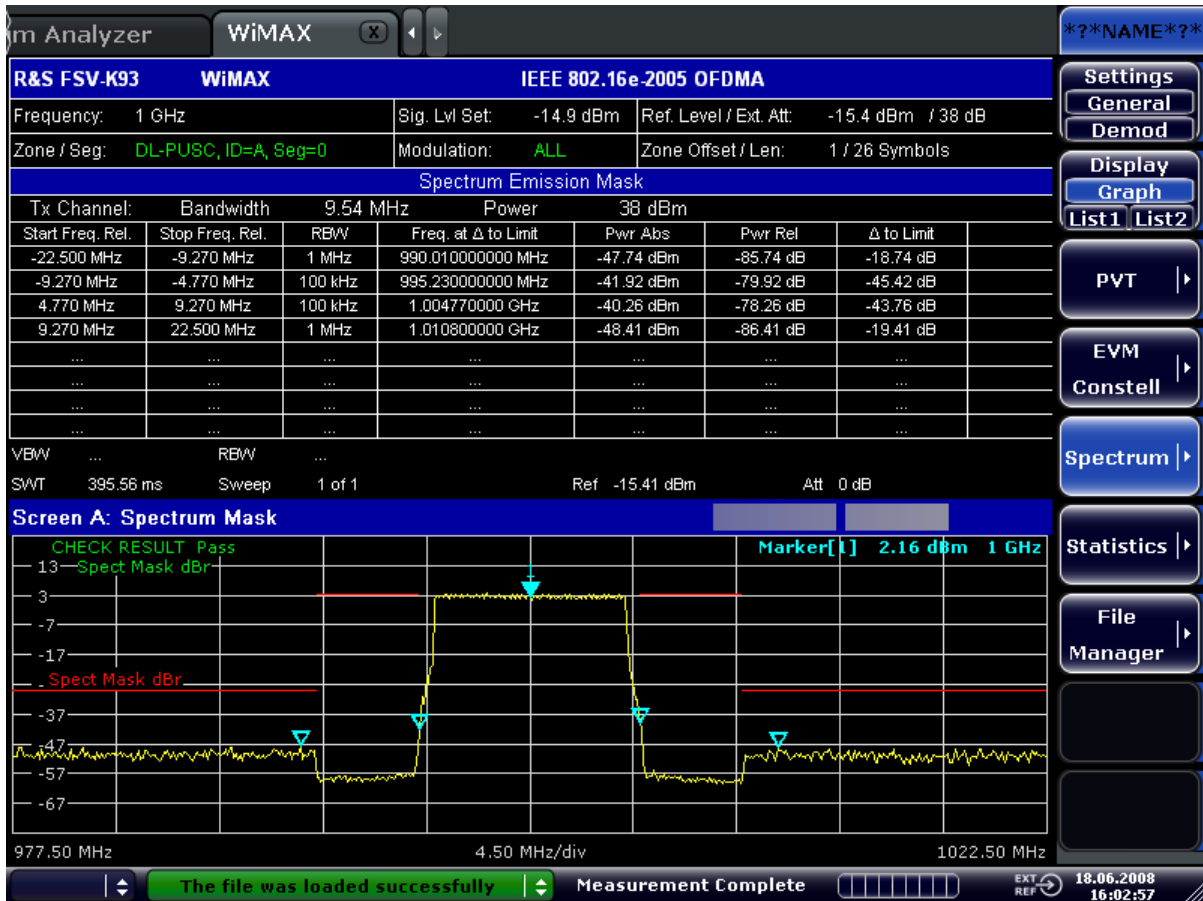 m Analyzer WiMAX X
*?*NAME*?*
R&S FSV-K93 WiMAX IEEE 802.16e-2005 OFDMA
Frequency: 1 GHz Sig. Lvl Set: -14.9 dBm Ref. Level / Ext. Att: -15.4 dBm / 38 dB
Zone / Seg: DL-PUSC, ID=A, Seg=0 Modulation: ALL Zone Offset / Len: 1 / 26 Symbols
Spectrum Emission Mask
Tx Channel: Bandwidth 9.54 MHz Power 38 dBm
Start Freq. Rel. Stop Freq. Rel. RBW Freq. at Δ to Limit Pwr Abs Pwr Rel Δ to Limit
-22.500 MHz -9.270 MHz 1 MHz 990.010000000 MHz -47.74 dBm -85.74 dB -18.74 dB
-9.270 MHz -4.770 MHz 100 kHz 995.230000000 MHz -41.92 dBm -79.92 dB -45.42 dB
4.770 MHz 9.270 MHz 100 kHz 1.004770000 GHz -40.26 dBm -78.26 dB -43.76 dB
9.270 MHz 22.500 MHz 1 MHz 1.010800000 GHz -48.41 dBm -86.41 dB -19.41 dB
... ... ... ... ... ... ...
... ... ... ... ... ... ...
... ... ... ... ... ... ...
... ... ... ... ... ... ...
VBW ... RBW ...
SWT 395.56 ms Sweep 1 of 1 Ref -15.41 dBm Att 0 dB
Screen A: Spectrum Mask
CHECK RESULT Pass
Marker[1] 2.16 dBm 1 GHz
13 Spect Mask dBr
3
-7
-17
Spect Mask dBr
-37
-47
-57
-67
977.50 MHz 4.50 MHz/div 1022.50 MHz
Settings
General
Demod
Display
Graph
List1 List2
PVT
EVM
Constell
Spectrum
Statistics
File
Manager
The file was loaded successfully Measurement Complete EXT REF 18.06.2008
16:02:57